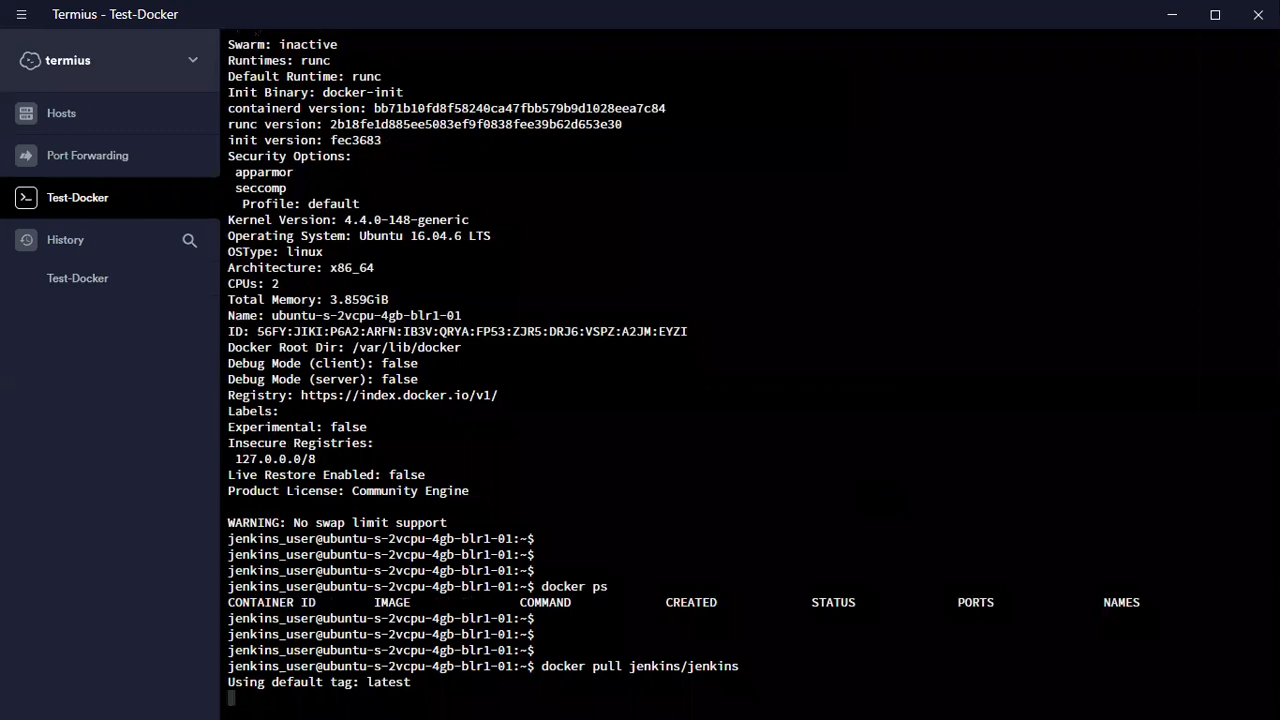 Termius - Test-Docker
termius
Hosts
Port Forwarding
Test-Docker
History
Test-Docker
Swarm: inactive
Runtimes: runc
Default Runtime: runc
Init Binary: docker-init
containerd version: bb71b10fd8f58240ca47fbb579b9d1028eea7c84
runc version: 2b18fe1d885ee5083ef9f0838fee39b62d653e30
init version: fec3683
Security Options:
apparmor
seccomp
Profile: default
Kernel Version: 4.4.0-148-generic
Operating System: Ubuntu 16.04.6 LTS
OSType: linux
Architecture: x86_64
CPUs: 2
Total Memory: 3.859GiB
Name: ubuntu-s-2vcpu-4gb-blr1-01
ID: 56FY:JIKI:P6A2:ARFN:IB3V:QRYA:FP53:ZJR5:DRJ6:VSPZ:A2JM:EYZI
Docker Root Dir: /var/lib/docker
Debug Mode (client): false
Debug Mode (server): false
Registry: https://index.docker.io/v1/
Labels:
Experimental: false
Insecure Registries:
127.0.0.0/8
Live Restore Enabled: false
Product License: Community Engine
WARNING: No swap limit support
jenkins_user@ubuntu-s-2vcpu-4gb-blr1-01:~$
jenkins_user@ubuntu-s-2vcpu-4gb-blr1-01:~$
jenkins_user@ubuntu-s-2vcpu-4gb-blr1-01:~$
jenkins_user@ubuntu-s-2vcpu-4gb-blr1-01:~$ docker ps
CONTAINER ID IMAGE COMMAND CREATED STATUS PORTS NAMES
jenkins_user@ubuntu-s-2vcpu-4gb-blr1-01:~$
jenkins_user@ubuntu-s-2vcpu-4gb-blr1-01:~$
jenkins_user@ubuntu-s-2vcpu-4gb-blr1-01:~$
jenkins_user@ubuntu-s-2vcpu-4gb-blr1-01:~$ docker pull jenkins/jenkins
Using default tag: latest